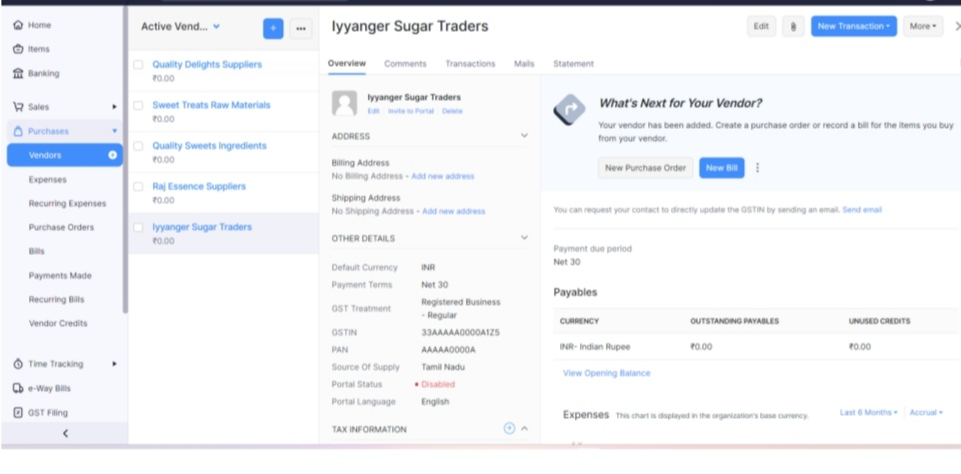 Home
Items
Banking
Sales
Purchases
Vendors
Expenses
Recurring Expenses
Purchase Orders
Bills
Payments Made
Recurring Bills
Vendor Credits
Time Tracking
e-Way Bills
GST Filing
Active Vend...
Quality Delights Suppliers
₹0.00
Sweet Treats Raw Materials
₹0.00
Quality Sweets Ingredients
₹0.00
Raj Essence Suppliers
₹0.00
Iyyanger Sugar Traders
₹0.00
Iyyanger Sugar Traders
Edit
New Transaction
More
Overview Comments Transactions Mails Statement
Iyyanger Sugar Traders
Edit Invite to Portal Delete
ADDRESS
Billing Address
No Billing Address - Add new address
Shipping Address
No Shipping Address - Add new address
OTHER DETAILS
Default Currency INR
Payment Terms Net 30
GST Treatment Registered Business
- Regular
GSTIN 33AAAAA0000A1Z5
PAN AAAAA0000A
Source Of Supply Tamil Nadu
Portal Status Disabled
Portal Language English
TAX INFORMATION
What's Next for Your Vendor?
Your vendor has been added. Create a purchase order or record a bill for the items you buy
from your vendor.
New Purchase Order New Bill
You can request your contact to directly update the GSTIN by sending an email. Send email
Payment due period
Net 30
Payables
CURRENCY OUTSTANDING PAYABLES UNUSED CREDITS
INR- Indian Rupee ₹0.00 ₹0.00
View Opening Balance
Expenses This chart is displayed in the organization's base currency. Last 6 Months Accrual